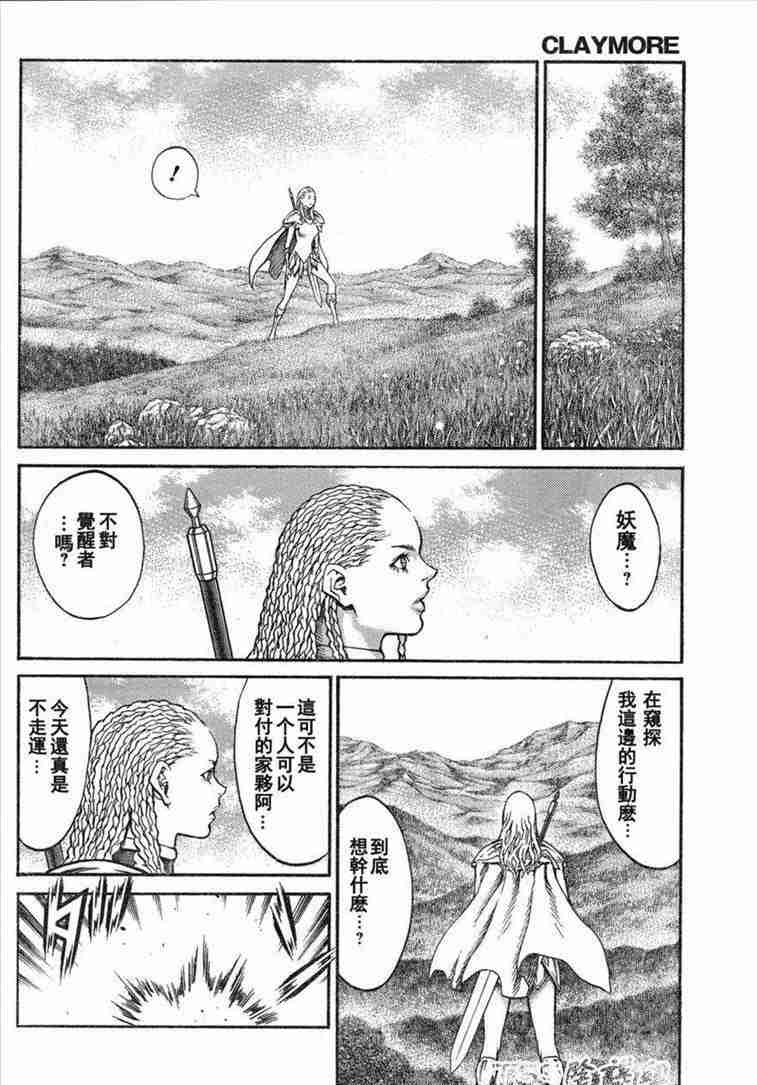 CLAYMORE
！
妖魔
…？
不對
覺醒者
…嗎？
在窺探
我這邊的行動麼…
到底
想幹什麼…？
這可不是
一个人可以
對付的家夥阿…
今天還真是
不走運…